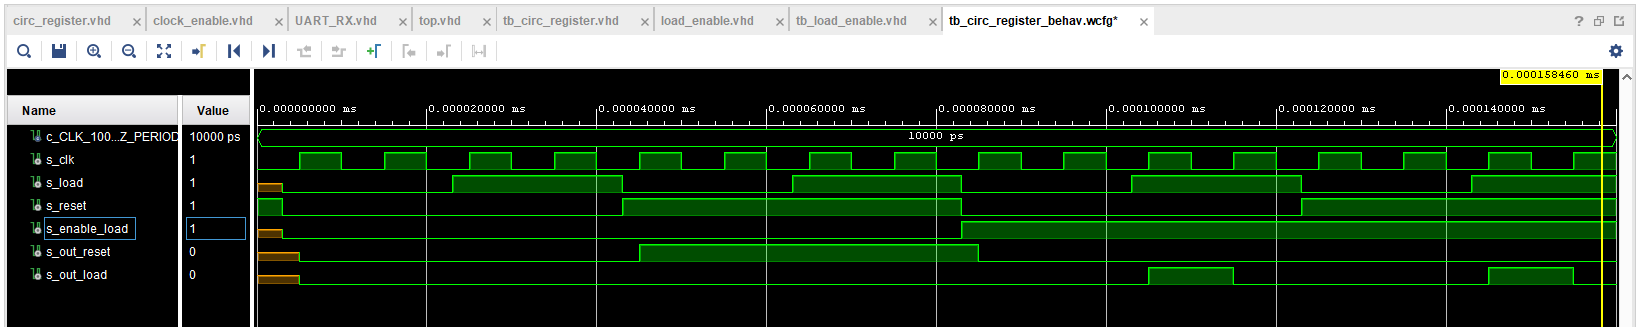 circ_register.vhd × clock_enable.vhd × UART_RX.vhd × top.vhd × tb_circ_register.vhd × load_enable.vhd × tb_load_enable.vhd × tb_circ_register_behav.wcfg* × ?
0.000158460 ms
Name Value 0.000000000 ms 0.000020000 ms 0.000040000 ms 0.000060000 ms 0.000080000 ms 0.000100000 ms 0.000120000 ms 0.000140000 ms
c_CLK_100...Z_PERIOD 10000 ps 10000 ps
s_clk 1
s_load 1
s_reset 1
s_enable_load 1
s_out_reset 0
s_out_load 0